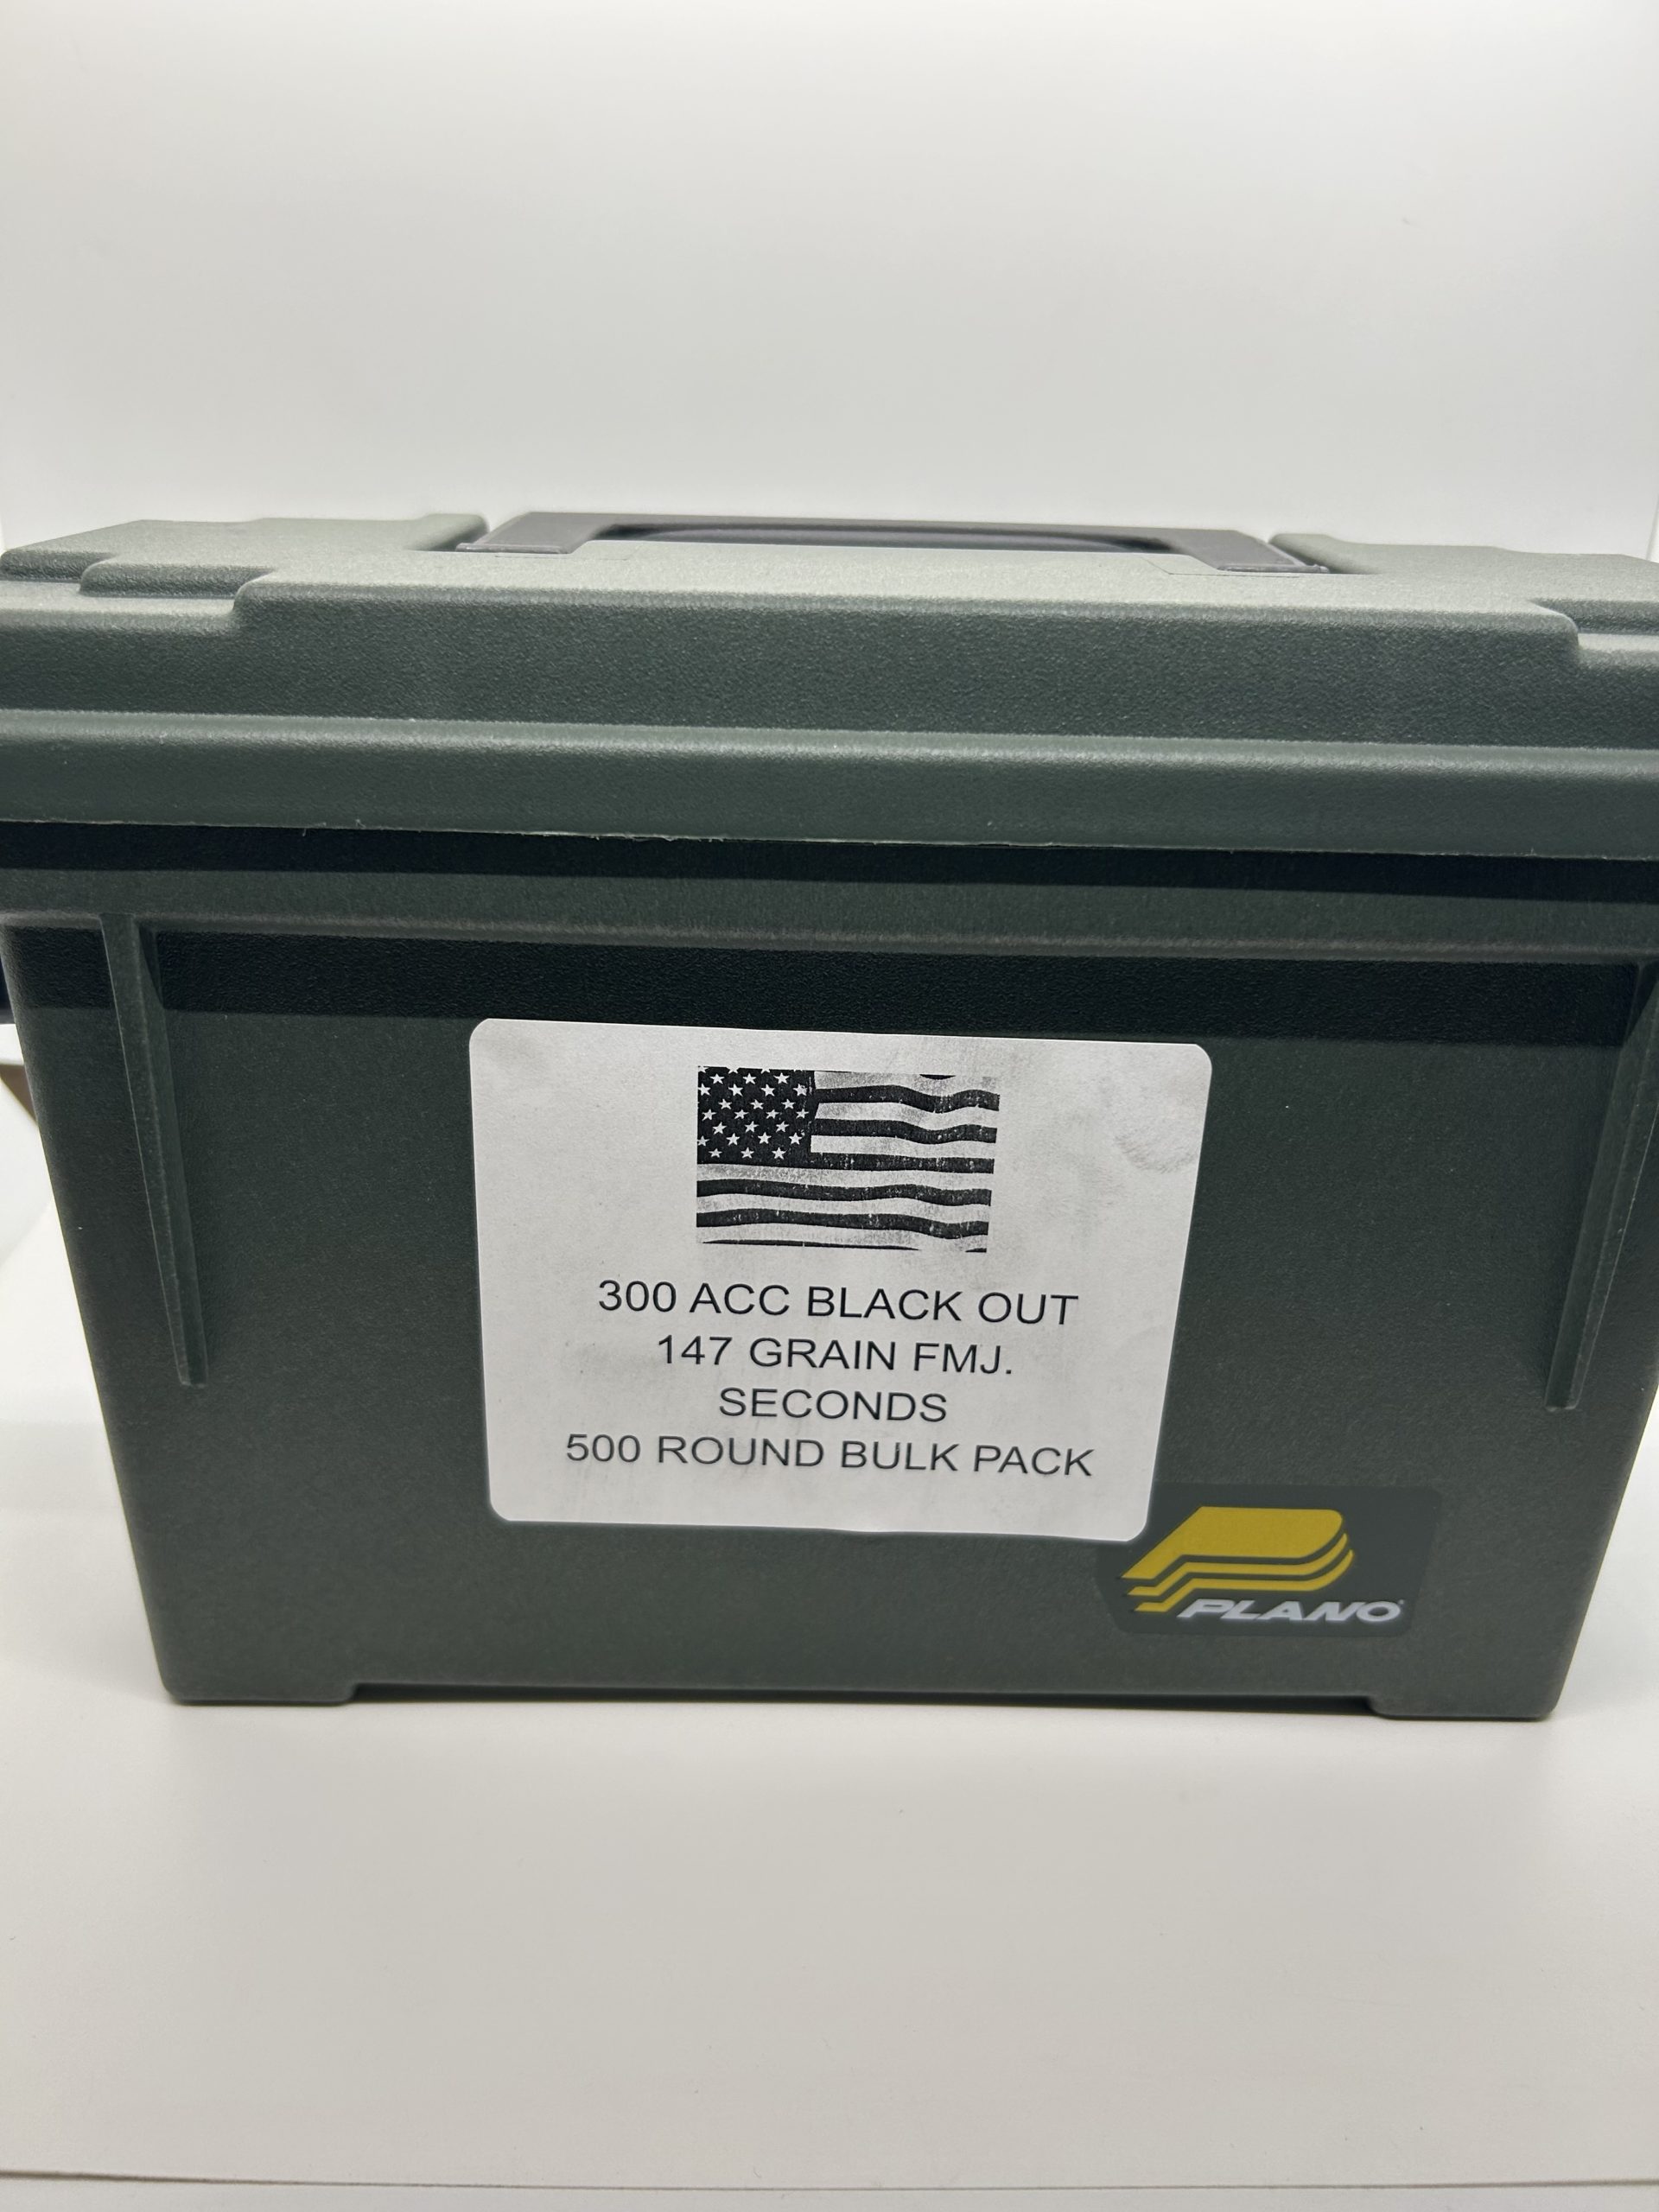 300 ACC BLACK OUT
147 GRAIN FMJ.
SECONDS
500 ROUND BULK PACK
PLANO